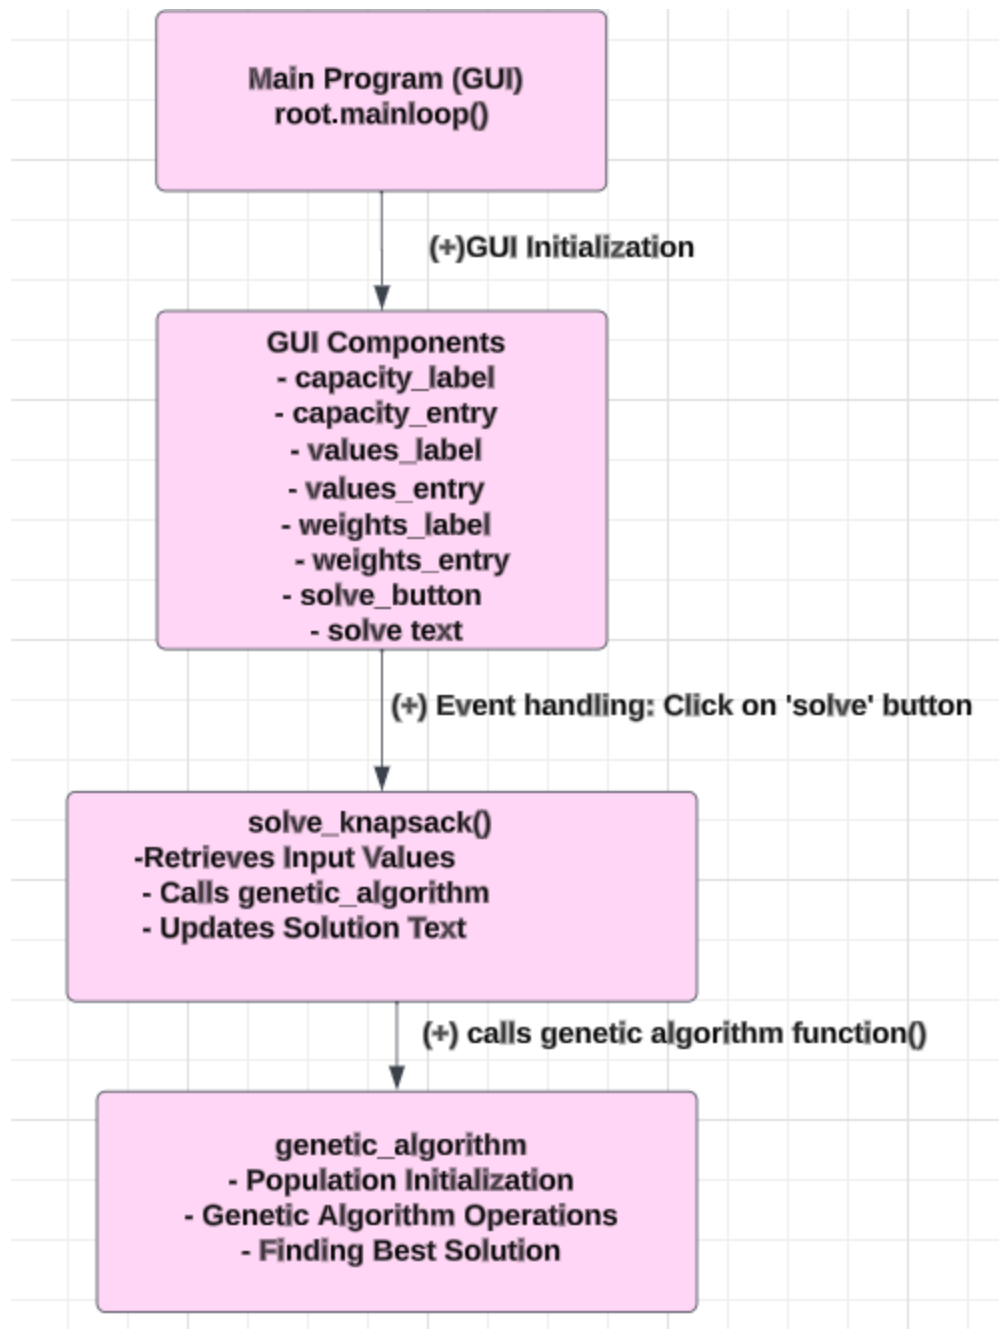 Main Program (GUI)
root.mainloop()
(+)GUI Initialization
GUI Components
- capacity_label
- capacity_entry
- values_label
- values_entry
- weights_label
- weights_entry
- solve_button
- solve text
(+) Event handling: Click on 'solve' button
solve_knapsack()
-Retrieves Input Values
- Calls genetic_algorithm
- Updates Solution Text
(+) calls genetic algorithm function()
genetic_algorithm
- Population Initialization
- Genetic Algorithm Operations
- Finding Best Solution